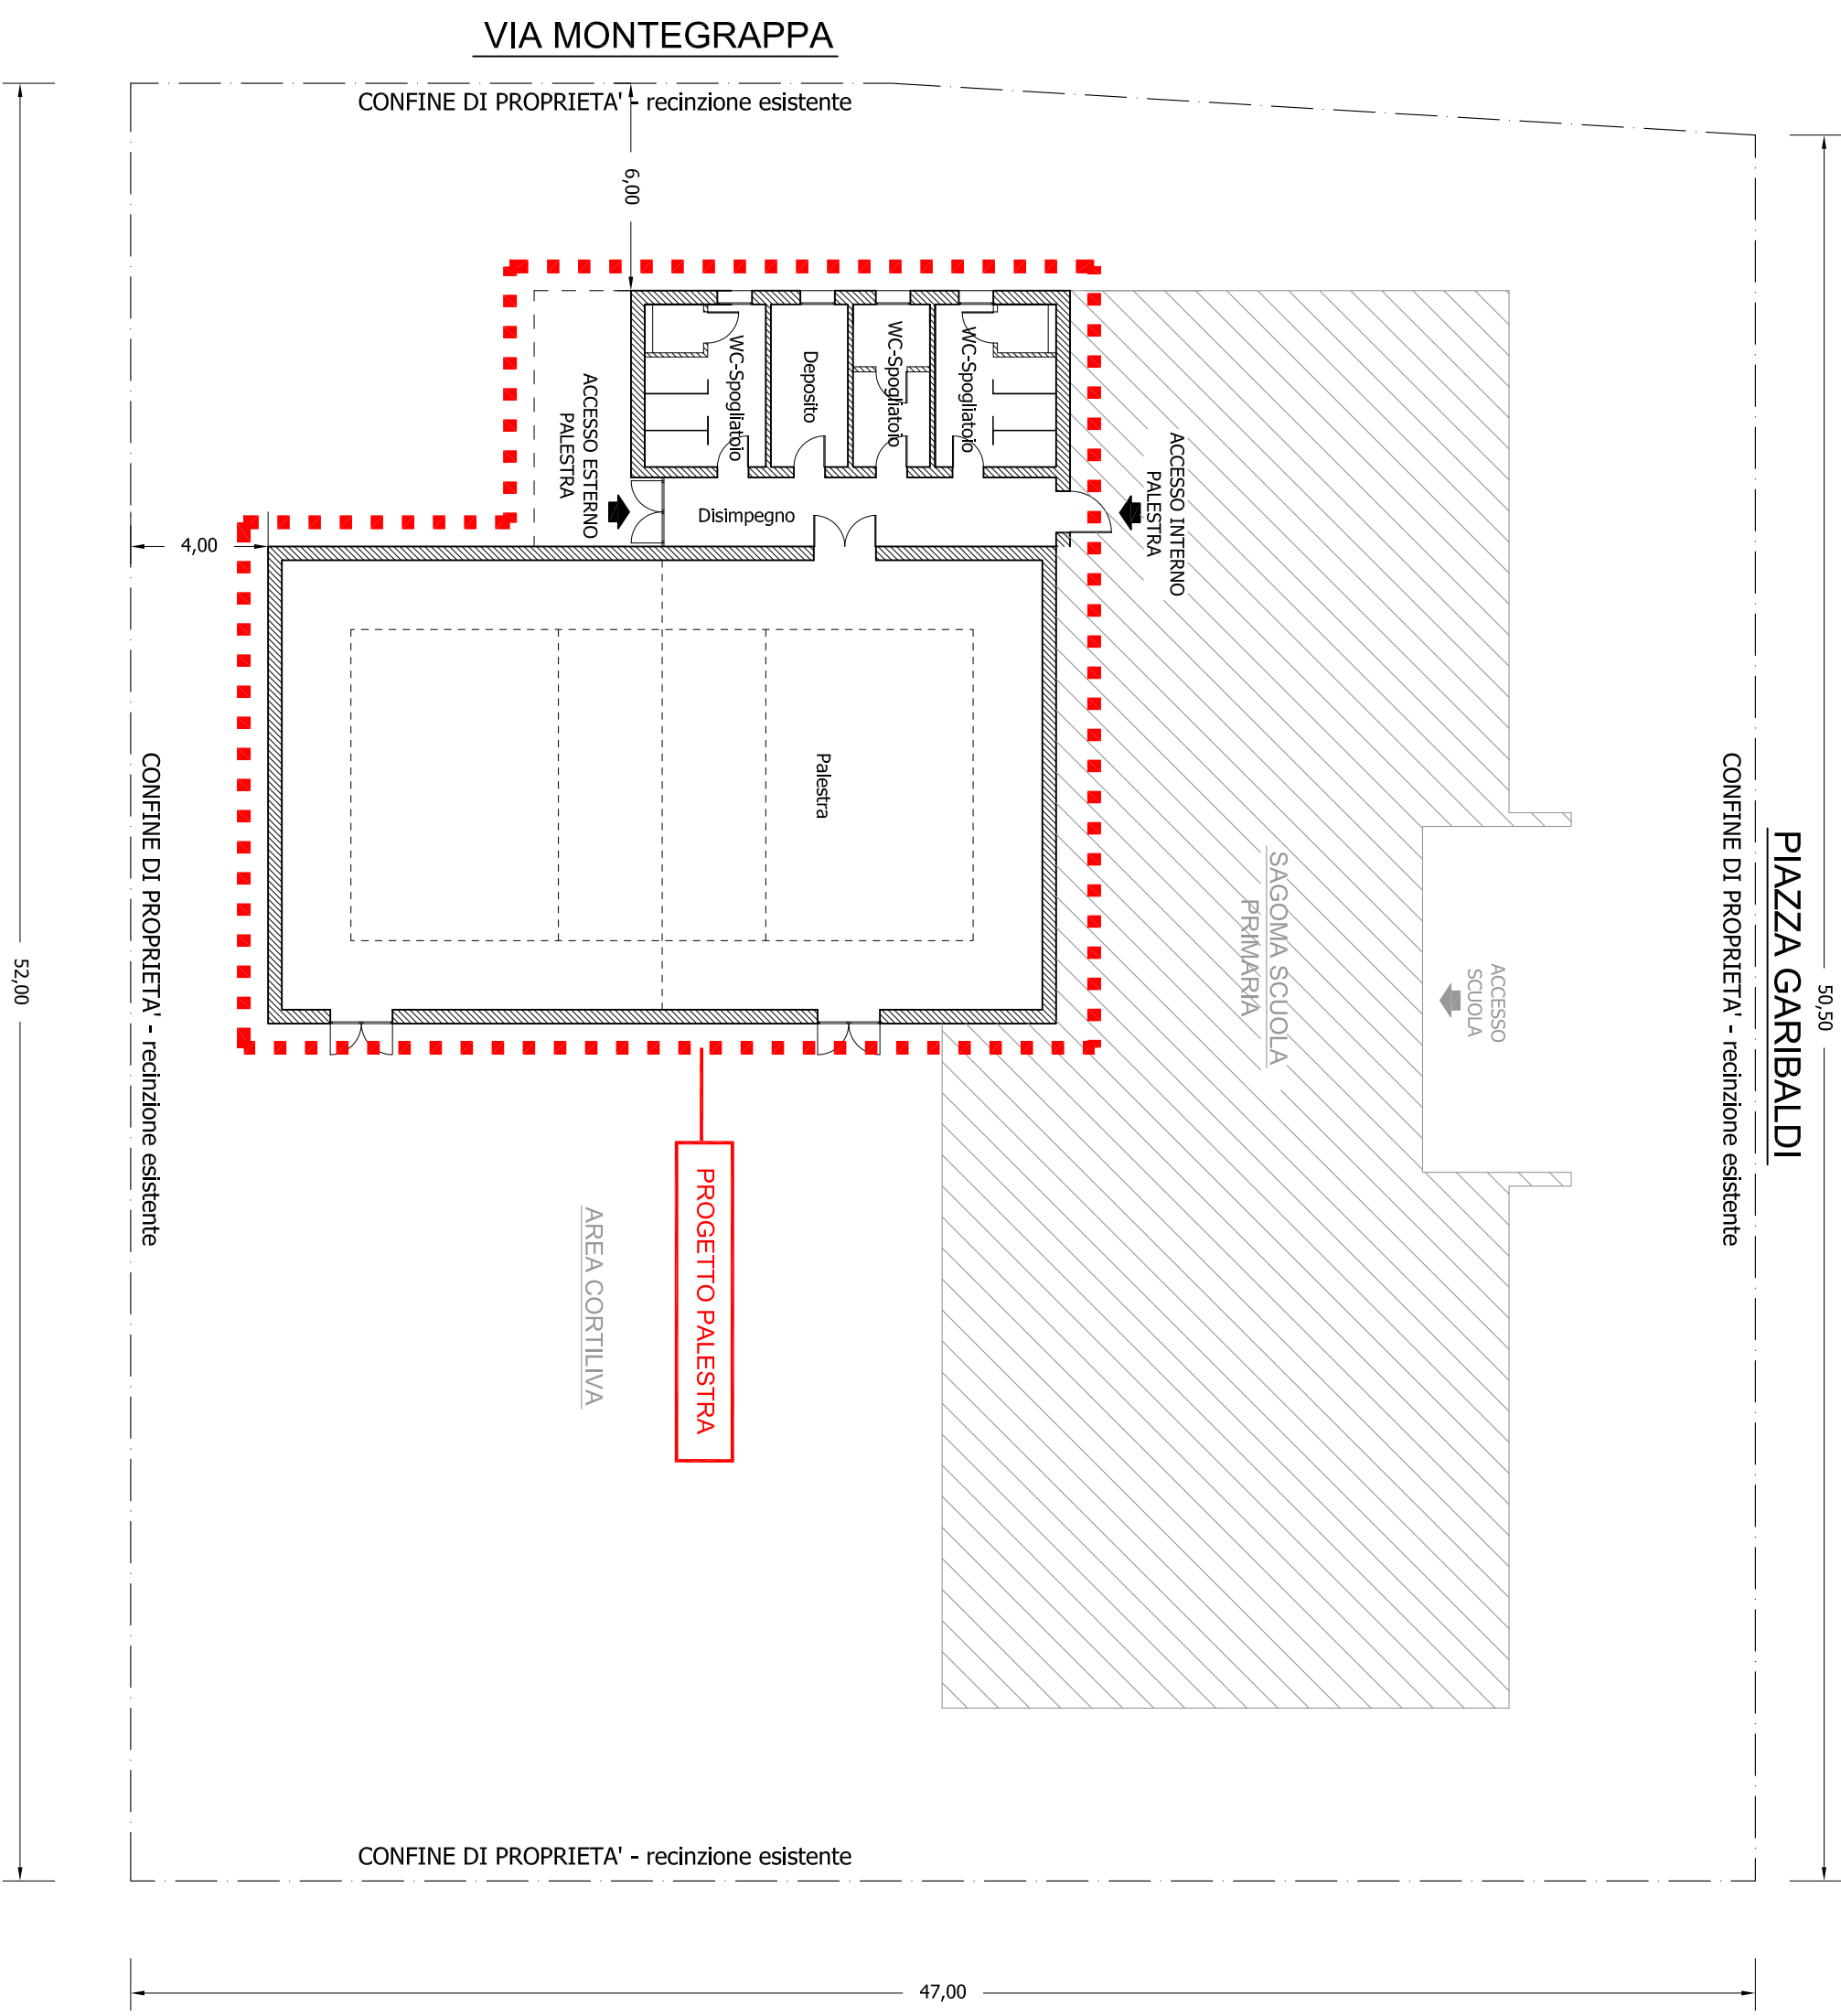 VIA MONTEGRAPPA
CONFINE DI PROPRIETA' - recinzione esistente
6,00
WC-Spogliatoio
Deposito
WC-Spogliatoio
WC-Spogliatoio
ACCESSO ESTERNO
PALESTRA
ACCESSO INTERNO
PALESTRA
Disimpegno
4,00
Palestra
CONFINE DI PROPRIETA' - recinzione esistente
CONFINE DI PROPRIETA' - recinzione esistente
PIAZZA GARIBALDI
SAGOMA SCUOLA
PRIMARIA
ACCESSO
SCUOLA
52,00
50,50
PROGETTO PALESTRA
AREA CORTILIVA
CONFINE DI PROPRIETA' - recinzione esistente
47,00